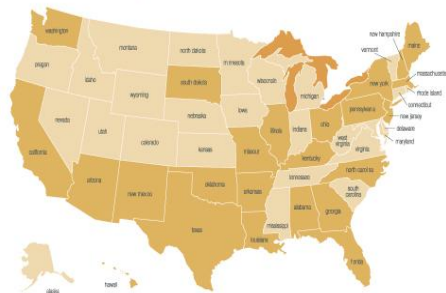 washington
oregon
california
nevada
idaho
montana
wyoming
utah
arizona
colorado
new mexico
north dakota
south dakota
nebraska
kansas
oklahoma
texas
minnesota
iowa
missouri
arkansas
louisiana
wisconsin
illinois
michigan
indiana
ohio
kentucky
tennessee
mississippi
alabama
georgia
florida
south carolina
north carolina
virginia
west virginia
pennsylvania
new york
vermont
new hampshire
maine
massachusetts
rhode island
connecticut
new jersey
delaware
maryland
alaska
hawaii